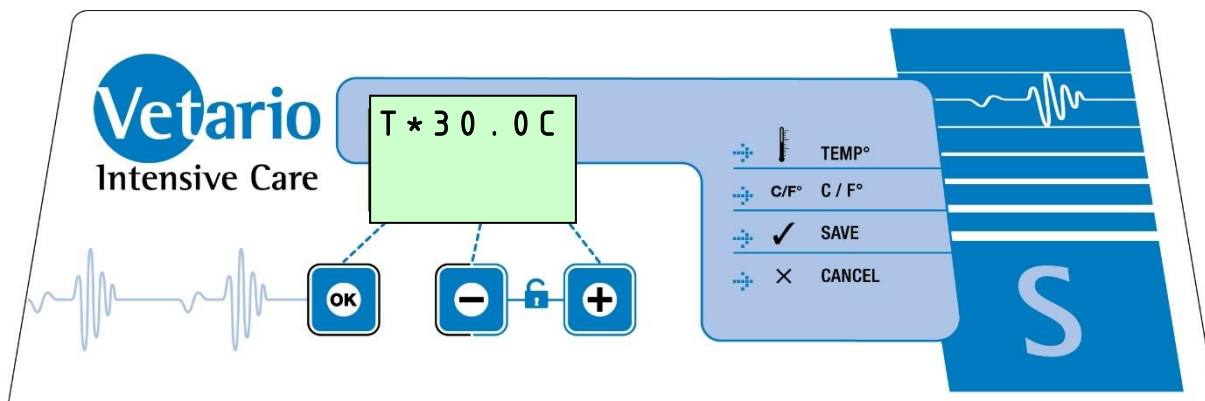 Vetario
Intensive Care
T*30.0C
OK
TEMP°
C/F° C / F°
SAVE
CANCEL
S